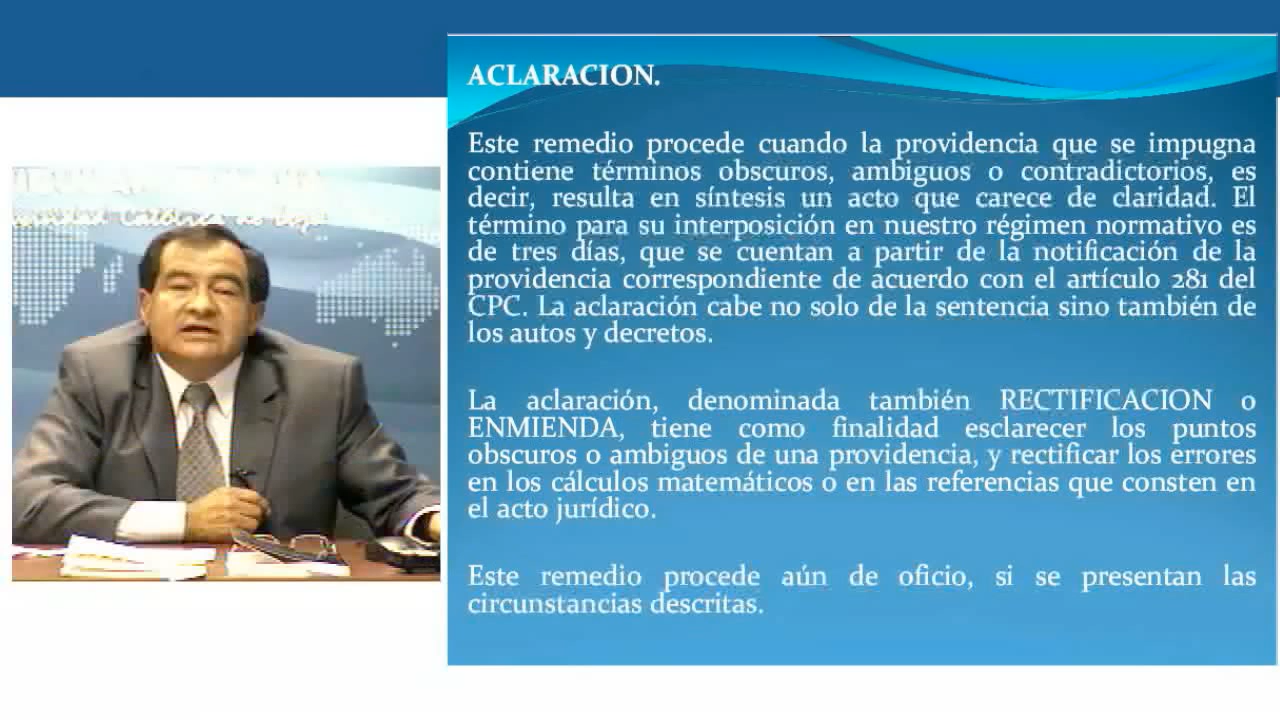 ACLARACION.
Este remedio procede cuando la providencia que se impugna
contiene términos obscuros, ambiguos o contradictorios, es
decir, resulta en síntesis un acto que carece de claridad. El
término para su interposición en nuestro régimen normativo es
de tres días, que se cuentan a partir de la notificación de la
providencia correspondiente de acuerdo con el artículo 281 del
CPC. La aclaración cabe no solo de la sentencia sino también de
los autos y decretos.
La aclaración, denominada también RECTIFICACION o
ENMIENDA, tiene como finalidad esclarecer los puntos
obscuros o ambiguos de una providencia, y rectificar los errores
en los cálculos matemáticos o en las referencias que consten en
el acto jurídico.
Este remedio procede aún de oficio, si se presentan las
circunstancias descritas.